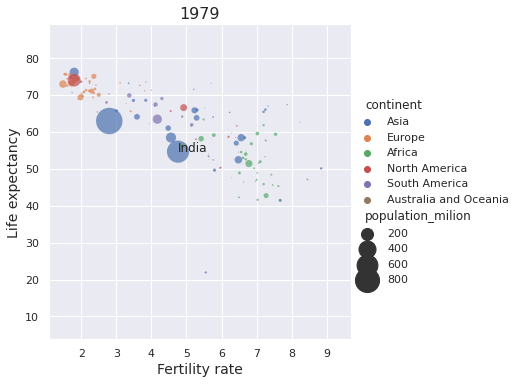 1979
Life expectancy
80
70
60
50
40
30
20
10
India
2
3
4
5
6
7
8
9
Fertility rate
continent
Asia
Europe
Africa
North America
South America
Australia and Oceania
population_milion
200
400
600
800